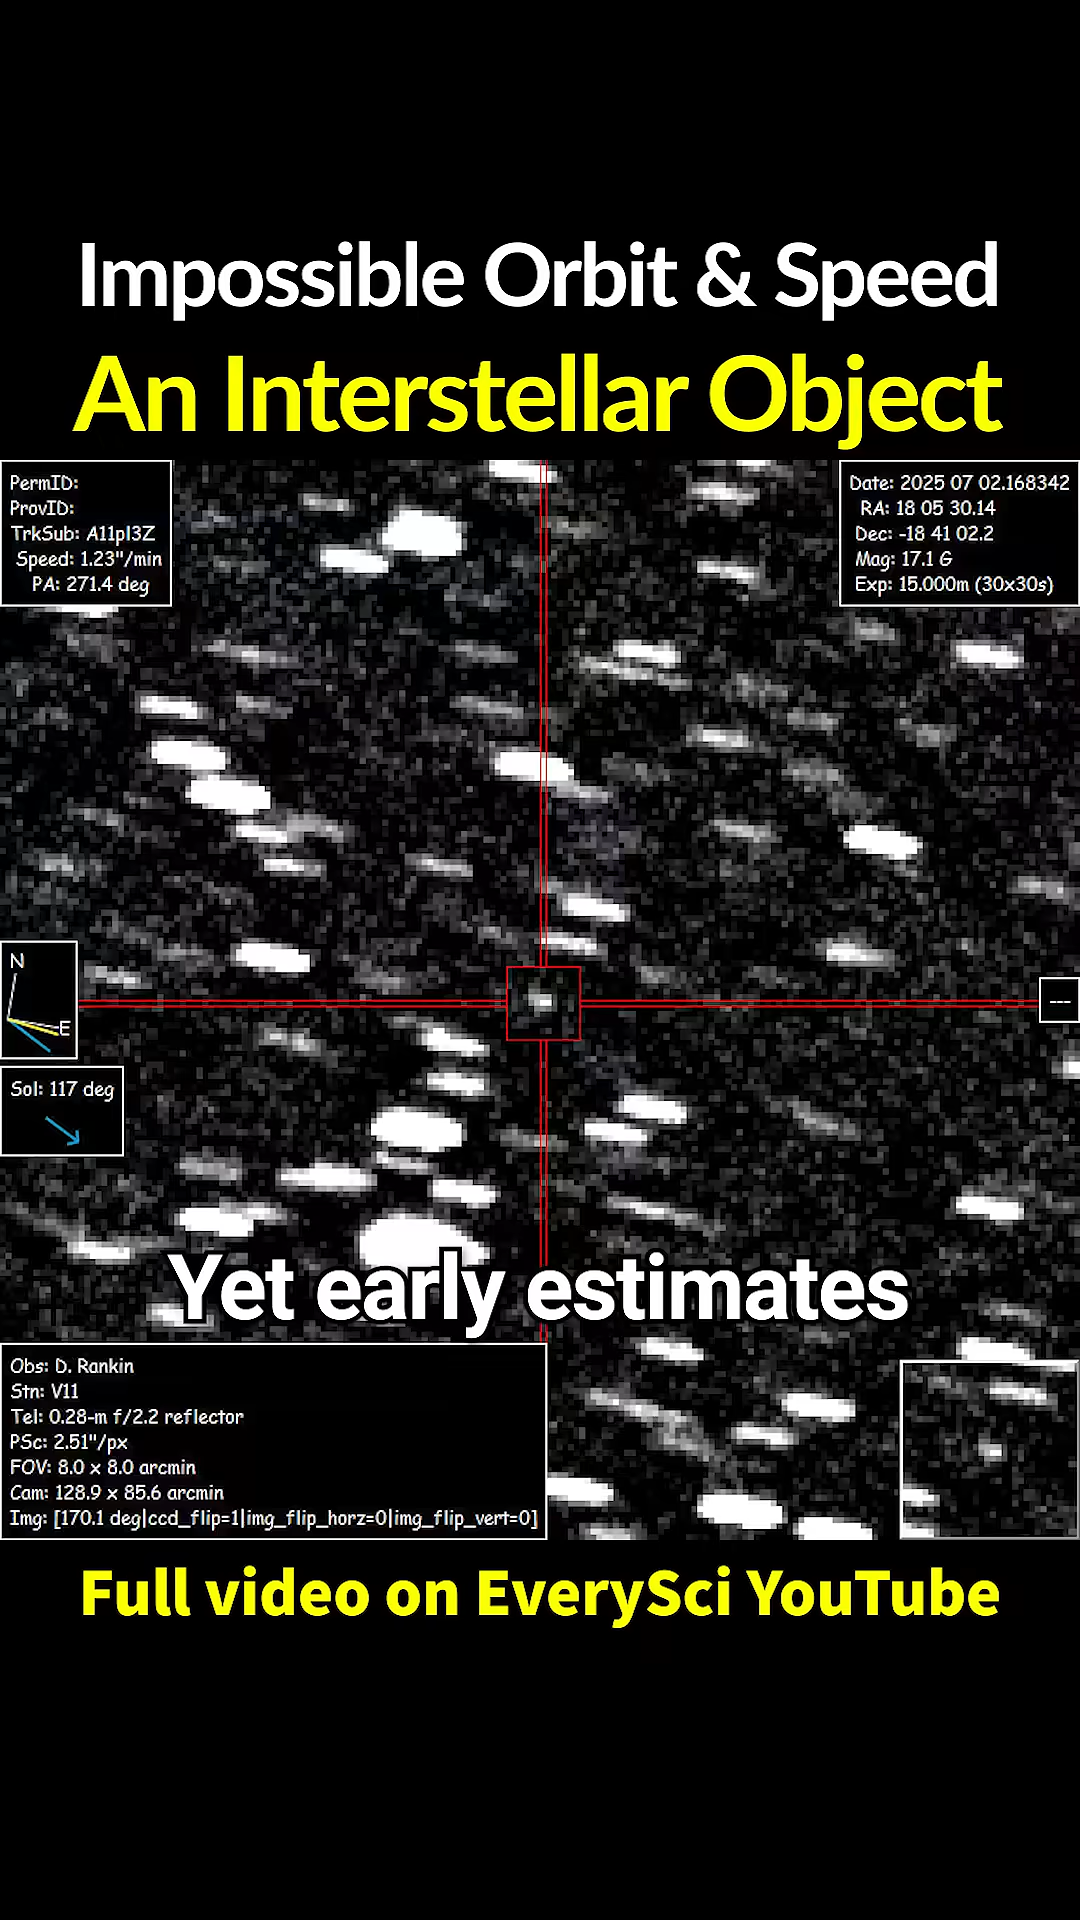 Impossible Orbit & Speed
An Interstellar Object
PermID:
ProvID:
TrkSub: A11pl3Z
Speed: 1.23"/min
PA: 271.4 deg
Date: 2025 07 02.168342
RA: 18 05 30.14
Dec: -18 41 02.2
Mag: 17.1 G
Exp: 15.000m (30x30s)
N
E
---
Sol: 117 deg
Yet early estimates
Obs: D. Rankin
Stn: V11
Tel: 0.28-m f/2.2 reflector
PSc: 2.51"/px
FOV: 8.0 x 8.0 arcmin
Cam: 128.9 x 85.6 arcmin
Img: [170.1 deg|ccd_flip=1|img_flip_horz=0|img_flip_vert=0]
Full video on EverySci YouTube